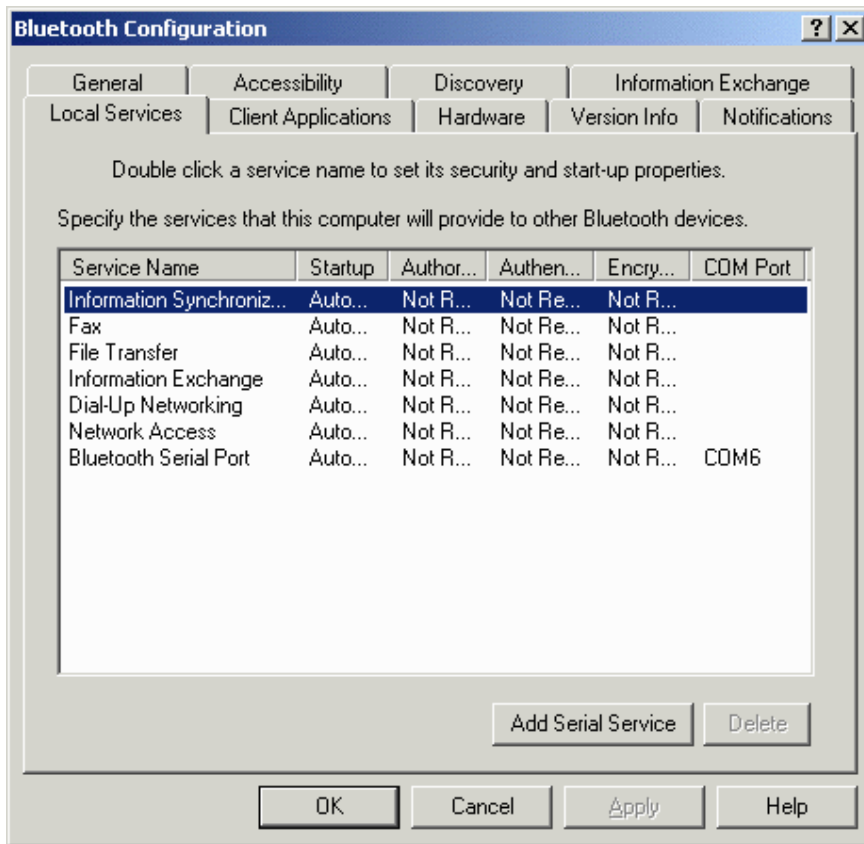 Bluetooth Configuration
General Accessibility Discovery Information Exchange
Local Services Client Applications Hardware Version Info Notifications
Double click a service name to set its security and start-up properties.
Specify the services that this computer will provide to other Bluetooth devices.
Service Name Startup Author... Authen... Encry... COM Port
Information Synchroniz... Auto... Not R... Not Re... Not R...
Fax Auto... Not R... Not Re... Not R...
File Transfer Auto... Not R... Not Re... Not R...
Information Exchange Auto... Not R... Not Re... Not R...
Dial-Up Networking Auto... Not R... Not Re... Not R...
Network Access Auto... Not R... Not Re... Not R...
Bluetooth Serial Port Auto... Not R... Not Re... Not R... COM6
Add Serial Service Delete
OK Cancel Apply Help